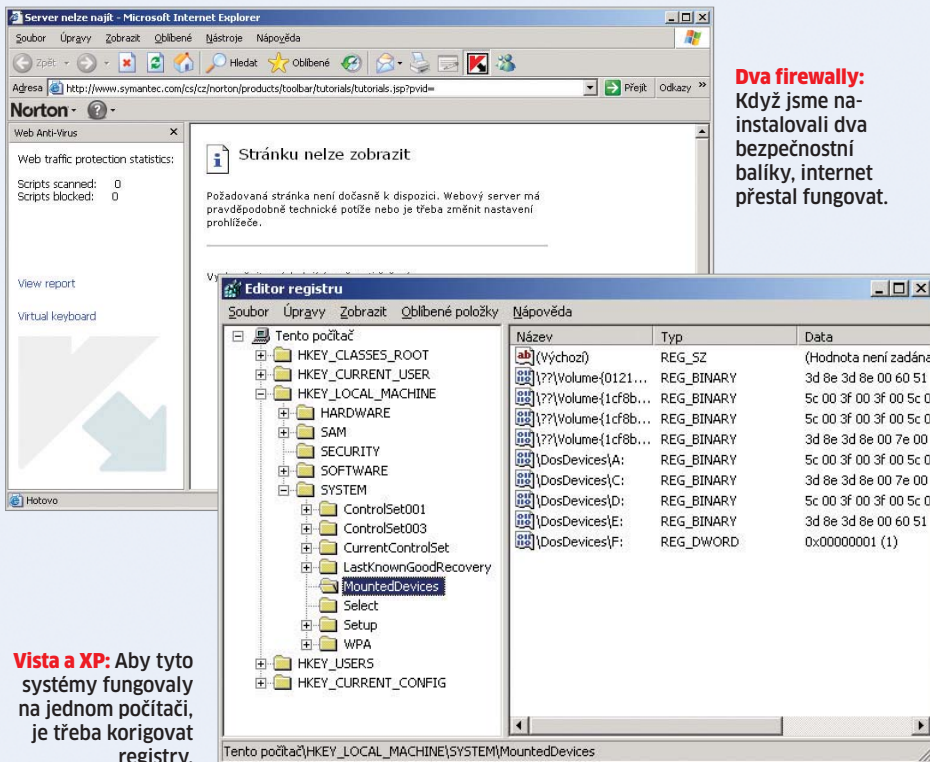 Server nelze najít - Microsoft Internet Explorer
Soubor Úpravy Zobrazit Oblíbené Nástroje Nápověda
Zpět Hledat Oblíbené
Adresa http://www.symantec.com/cs/cz/norton/products/toolbar/tutorials/tutorials.jsp?pvid= Přejít Odkazy »
Norton
Web Anti-Virus
Web traffic protection statistics:
Scripts scanned: 0
Scripts blocked: 0
View report
Virtual keyboard
Stránku nelze zobrazit
Požadovaná stránka není dočasně k dispozici. Webový server má
pravděpodobně technické potíže nebo je třeba změnit nastavení
prohlížeče.
Hotovo
Dva firewally:
Když jsme na-
instalovali dva
bezpečnostní
balíky, internet
přestal fungovat.
Editor registru
Soubor Úpravy Zobrazit Oblíbené položky Nápověda
Tento počítač
HKEY_CLASSES_ROOT
HKEY_CURRENT_USER
HKEY_LOCAL_MACHINE
HARDWARE
SAM
SECURITY
SOFTWARE
SYSTEM
ControlSet001
ControlSet003
CurrentControlSet
LastKnownGoodRecovery
MountedDevices
Select
Setup
WPA
HKEY_USERS
HKEY_CURRENT_CONFIG
Název Typ Data
(Výchozí) REG_SZ (Hodnota není zadána
\??\Volume{0121... REG_BINARY 3d 8e 3d 8e 00 60 51
\??\Volume{1cf8b... REG_BINARY 5c 00 3f 00 3f 00 5c 0
\??\Volume{1cf8b... REG_BINARY 5c 00 3f 00 3f 00 5c 0
\??\Volume{1cf8b... REG_BINARY 3d 8e 3d 8e 00 7e 00
\DosDevices\A: REG_BINARY 5c 00 3f 00 3f 00 5c 0
\DosDevices\C: REG_BINARY 3d 8e 3d 8e 00 7e 00
\DosDevices\D: REG_BINARY 5c 00 3f 00 3f 00 5c 0
\DosDevices\E: REG_BINARY 3d 8e 3d 8e 00 60 51
\DosDevices\F: REG_DWORD 0x00000001 (1)
Tento počítač\HKEY_LOCAL_MACHINE\SYSTEM\MountedDevices
Vista a XP: Aby tyto
systémy fungovaly
na jednom počítači,
je třeba korigovat
registry.